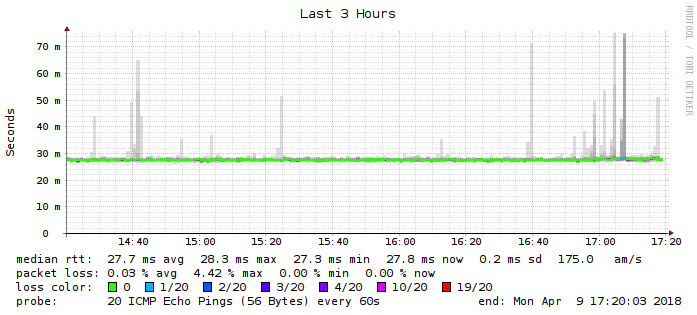 Last 3 Hours
RRDTOOL / TOBI OETIKER
Seconds
70 m
60 m
50 m
40 m
30 m
20 m
10 m
0
14:40 15:00 15:20 15:40 16:00 16:20 16:40 17:00 17:20
median rtt: 27.7 ms avg 28.3 ms max 27.3 ms min 27.8 ms now 0.2 ms sd 175.0 am/s
packet loss: 0.03 % avg 4.42 % max 0.00 % min 0.00 % now
loss color: 0 1/20 2/20 3/20 4/20 10/20 19/20
probe: 20 ICMP Echo Pings (56 Bytes) every 60s end: Mon Apr 9 17:20:03 2018